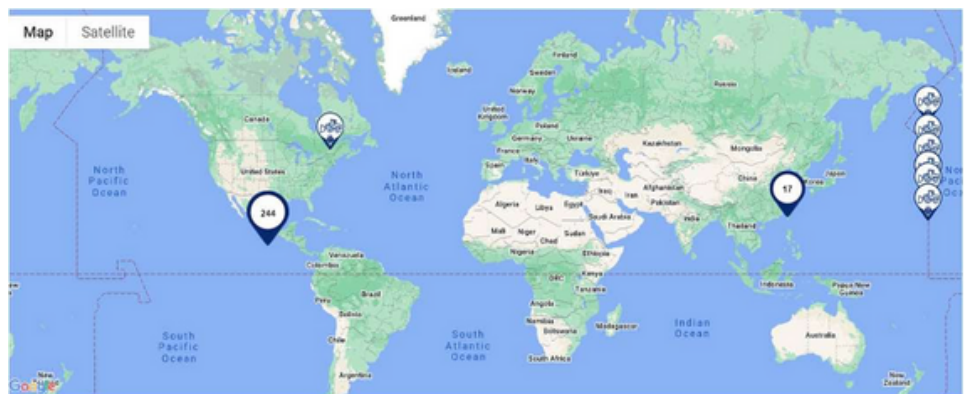 Map Satellite
Greenland
Iceland
Finland
Sweden
Norway
Russia
United
Kingdom
Poland
Germany
Ukraine
France
Kazakhstan
Mongolia
Spain
Italy
Türkiye
China
Japan
Korea
Canada
United States
North
Pacific
Ocean
North
Atlantic
Ocean
244
17
Algeria
Libya
Egypt
Iraq
Iran
Afghanistan
Pakistan
Saudi Arabia
India
Thailand
Mali
Niger
Chad
Sudan
Nigeria
Ethiopia
Venezuela
Colombia
DRC
Kenya
Tanzania
Indonesia
Papua New
Guinea
Peru
Brazil
Bolivia
Angola
Namibia
Botswana
Madagascar
South
Pacific
Ocean
Chile
South
Atlantic
Ocean
Indian
Ocean
Australia
South Africa
Argentina
New
Zealand
Google